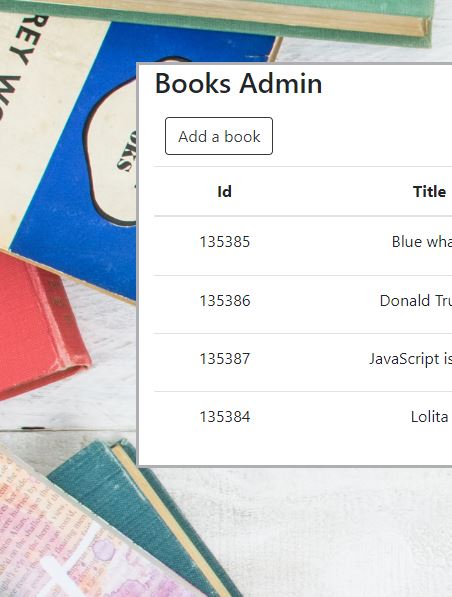 REY WO
OKS
Books Admin
Add a book
Id Title
135385 Blue wha
135386 Donald Tru
135387 JavaScript is
135384 Lolita